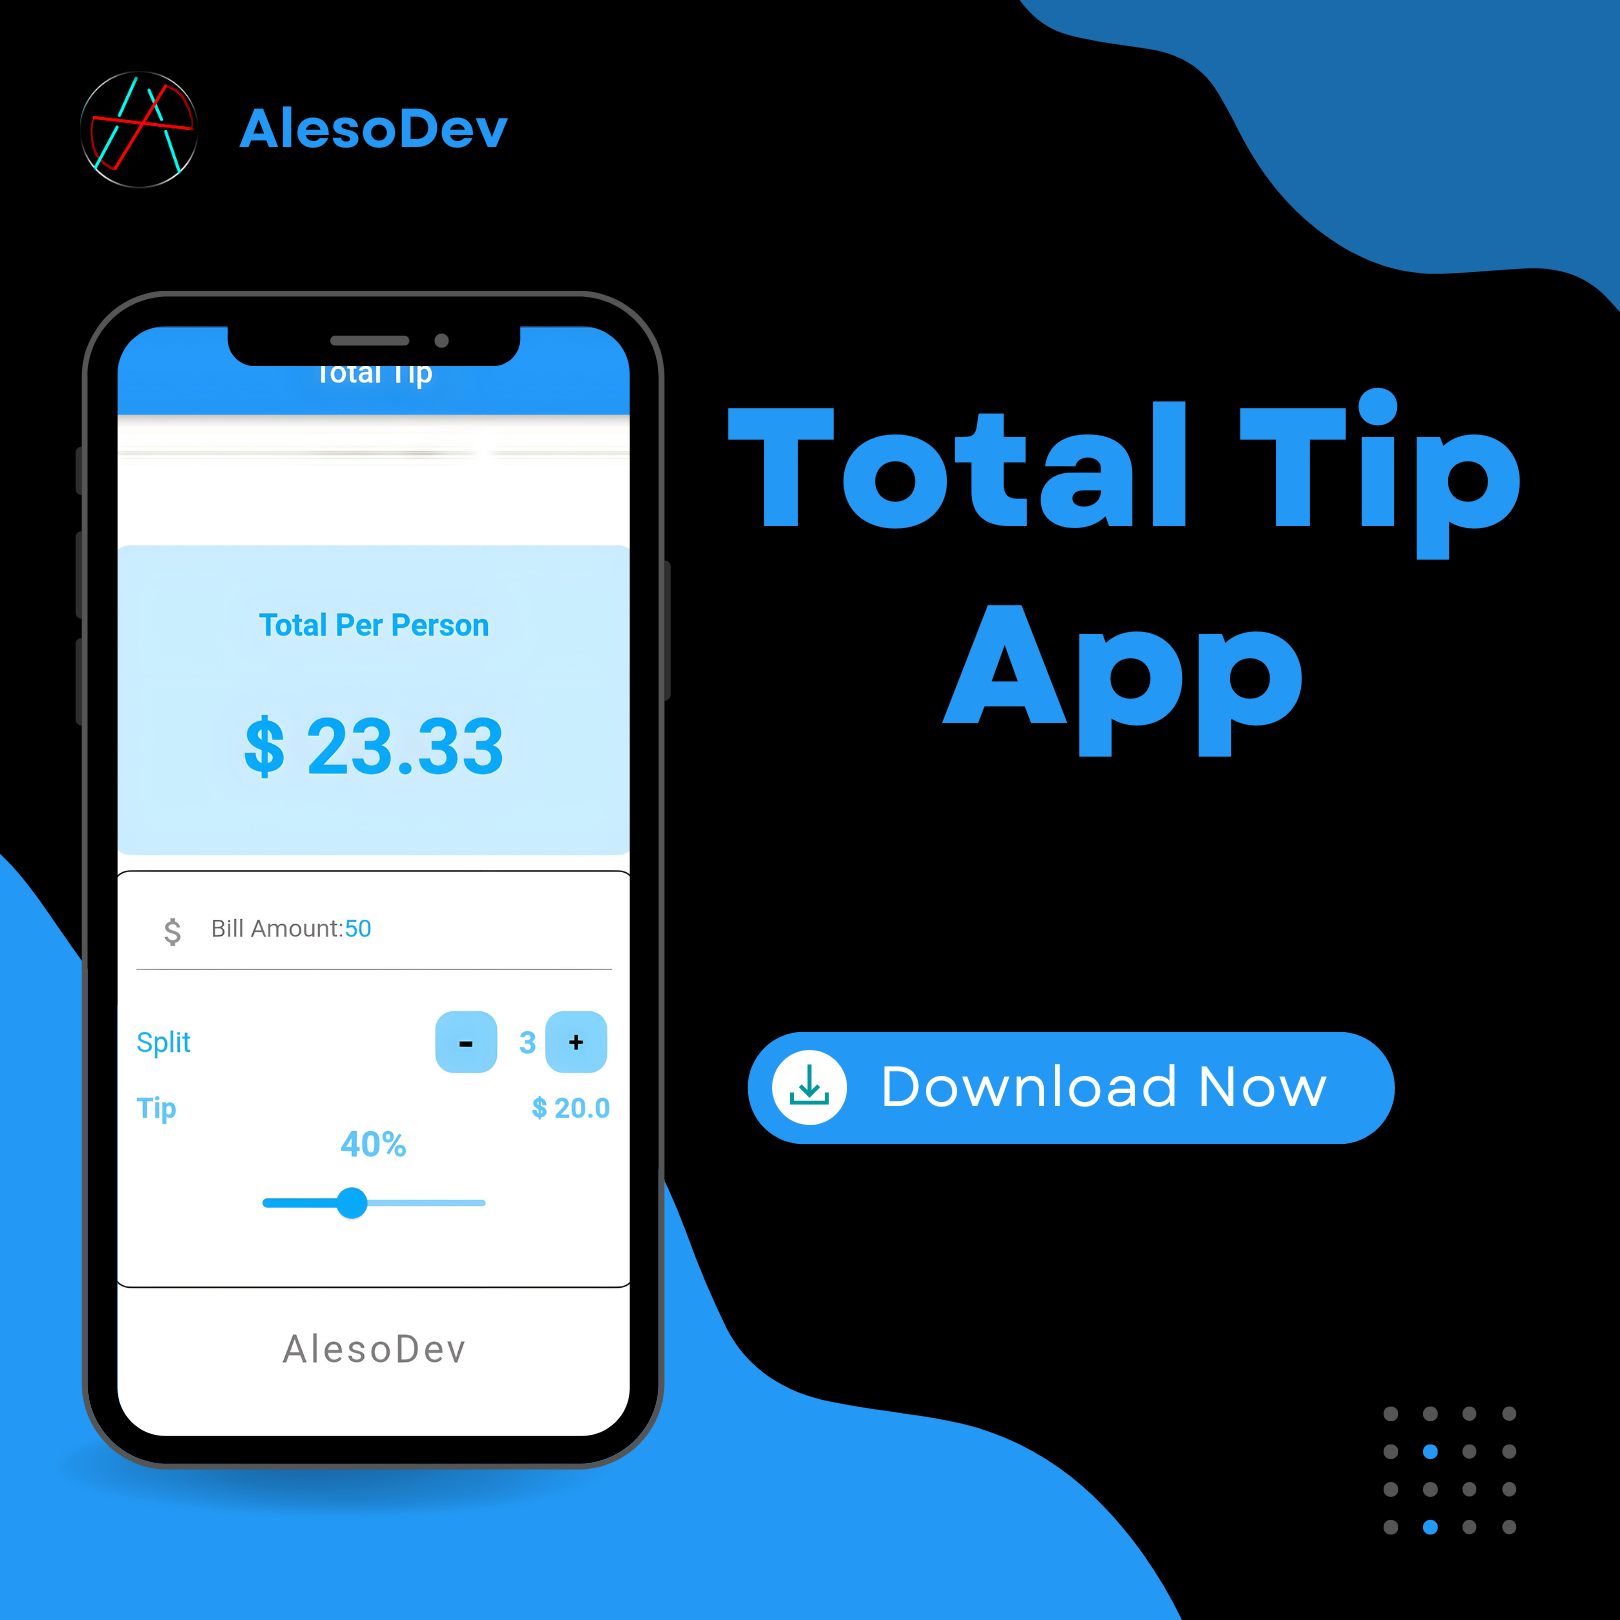 AlesoDev
Total Tip
Total Per Person
$ 23.33
$ Bill Amount:50
Split - 3 +
Tip $ 20.0
40%
AlesoDev
Total Tip
App
Download Now